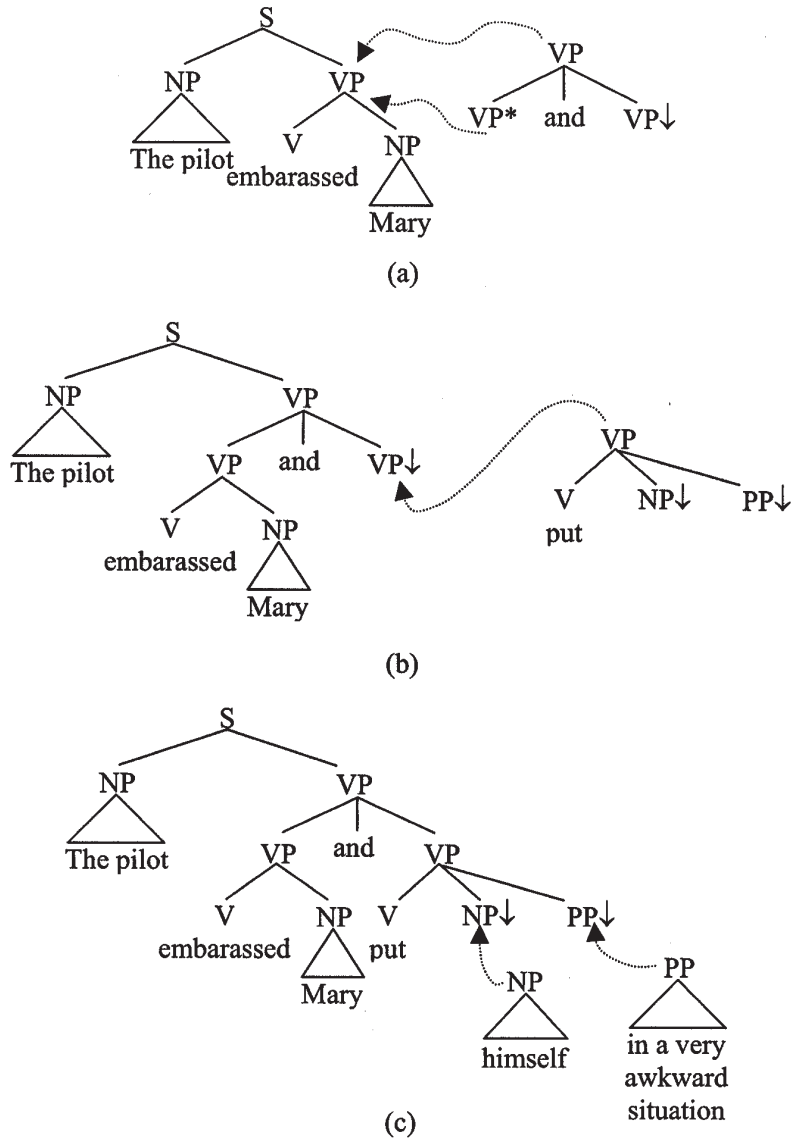 S
VP
NP VP
VP* and VP↓
V NP
The pilot
embarassed
Mary
(a)
S
NP VP
VP
The pilot
VP and VP↓
V NP↓ PP↓
put
V NP
embarassed
Mary
(b)
S
NP VP
The pilot
VP and VP
V NP V NP↓ PP↓
embarassed put
Mary
NP PP
himself
in a very
awkward
situation
(c)